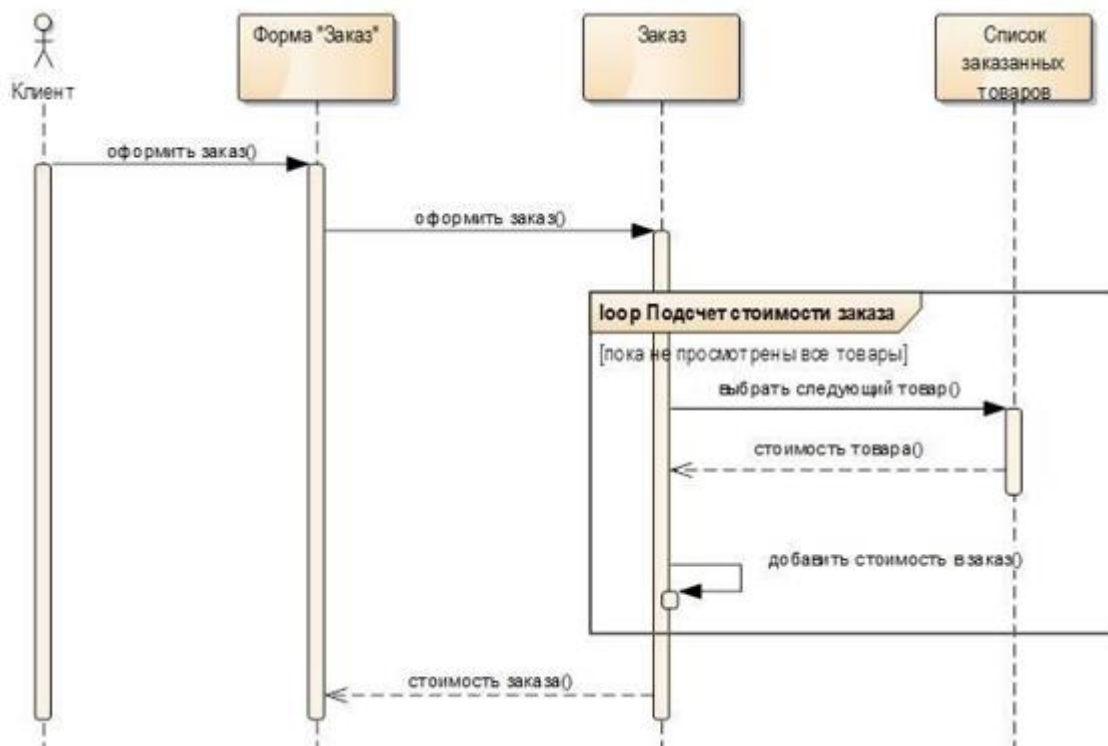 Клиент
Форма "Заказ"
Заказ
Список
заказанных
товаров
оформить заказ()
оформить заказ()
loop Подсчет стоимости заказа
[пока не просмотрены все товары]
выбрать следующий товар()
стоимость товара()
добавить стоимость в заказ()
стоимость заказа()